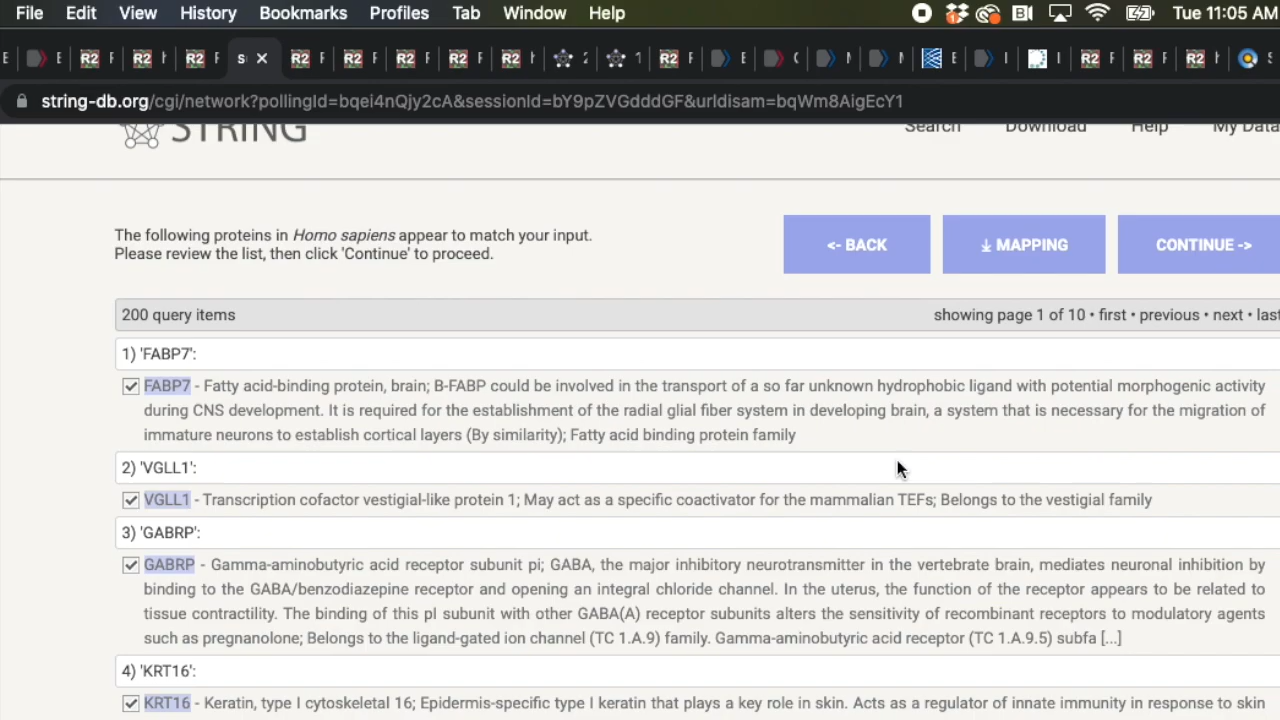 File Edit View History Bookmarks Profiles Tab Window Help Tue 11:05 AM
string-db.org/cgi/network?pollingId=bqei4nQjy2cA&sessionId=bY9pZVGdddGF&urldisam=bqWm8AigEcY1
STRING Search Download Help My Data
The following proteins in Homo sapiens appear to match your input.
Please review the list, then click 'Continue' to proceed.
<- BACK
MAPPING
CONTINUE ->
200 query items showing page 1 of 10 • first • previous • next • last
1) 'FABP7':
FABP7 - Fatty acid-binding protein, brain; B-FABP could be involved in the transport of a so far unknown hydrophobic ligand with potential morphogenic activity
during CNS development. It is required for the establishment of the radial glial fiber system in developing brain, a system that is necessary for the migration of
immature neurons to establish cortical layers (By similarity); Fatty acid binding protein family
2) 'VGLL1':
VGLL1 - Transcription cofactor vestigial-like protein 1; May act as a specific coactivator for the mammalian TEFs; Belongs to the vestigial family
3) 'GABRP':
GABRP - Gamma-aminobutyric acid receptor subunit pi; GABA, the major inhibitory neurotransmitter in the vertebrate brain, mediates neuronal inhibition by
binding to the GABA/benzodiazepine receptor and opening an integral chloride channel. In the uterus, the function of the receptor appears to be related to
tissue contractility. The binding of this pI subunit with other GABA(A) receptor subunits alters the sensitivity of recombinant receptors to modulatory agents
such as pregnanolone; Belongs to the ligand-gated ion channel (TC 1.A.9) family. Gamma-aminobutyric acid receptor (TC 1.A.9.5) subfa [...]
4) 'KRT16':
KRT16 - Keratin, type I cytoskeletal 16; Epidermis-specific type I keratin that plays a key role in skin. Acts as a regulator of innate immunity in response to skin